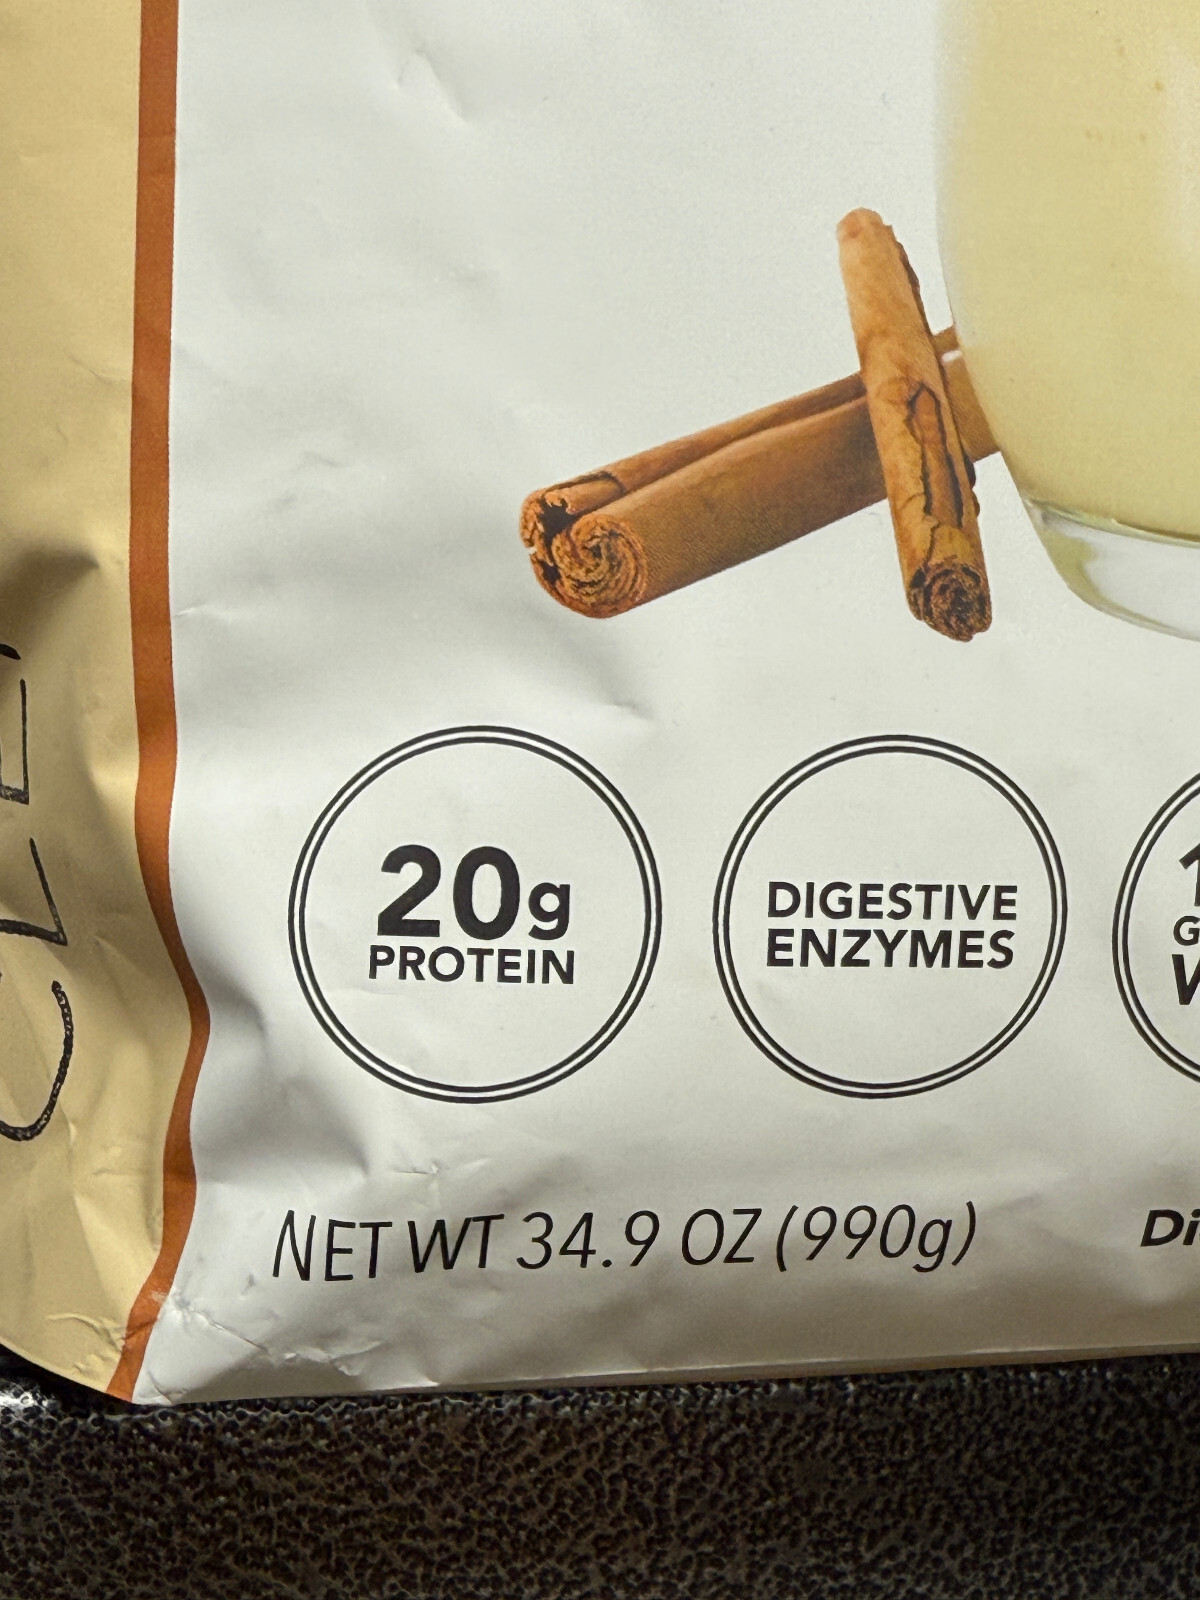 20g
PROTEIN
DIGESTIVE
ENZYMES
NET WT 34.9 OZ (990g)